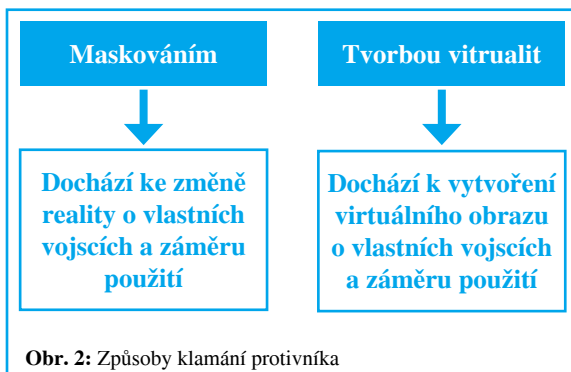 Maskováním
Dochází ke změně
reality o vlastních
vojscích a záměru
použití
Tvorbou vitrualit
Dochází k vytvoření
virtuálního obrazu
o vlastních vojscích
a záměru použití
Obr. 2: Způsoby klamání protivníka